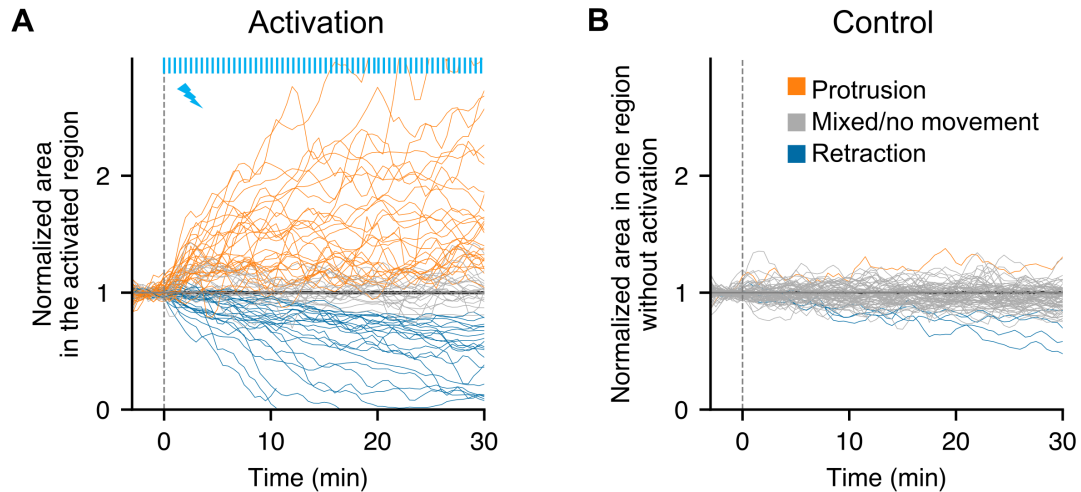 A
Activation
Normalized area
in the activated region
2
1
0
0
10
20
30
Time (min)
B
Control
Normalized area in one region
without activation
Protrusion
Mixed/no movement
Retraction
2
1
0
0
10
20
30
Time (min)